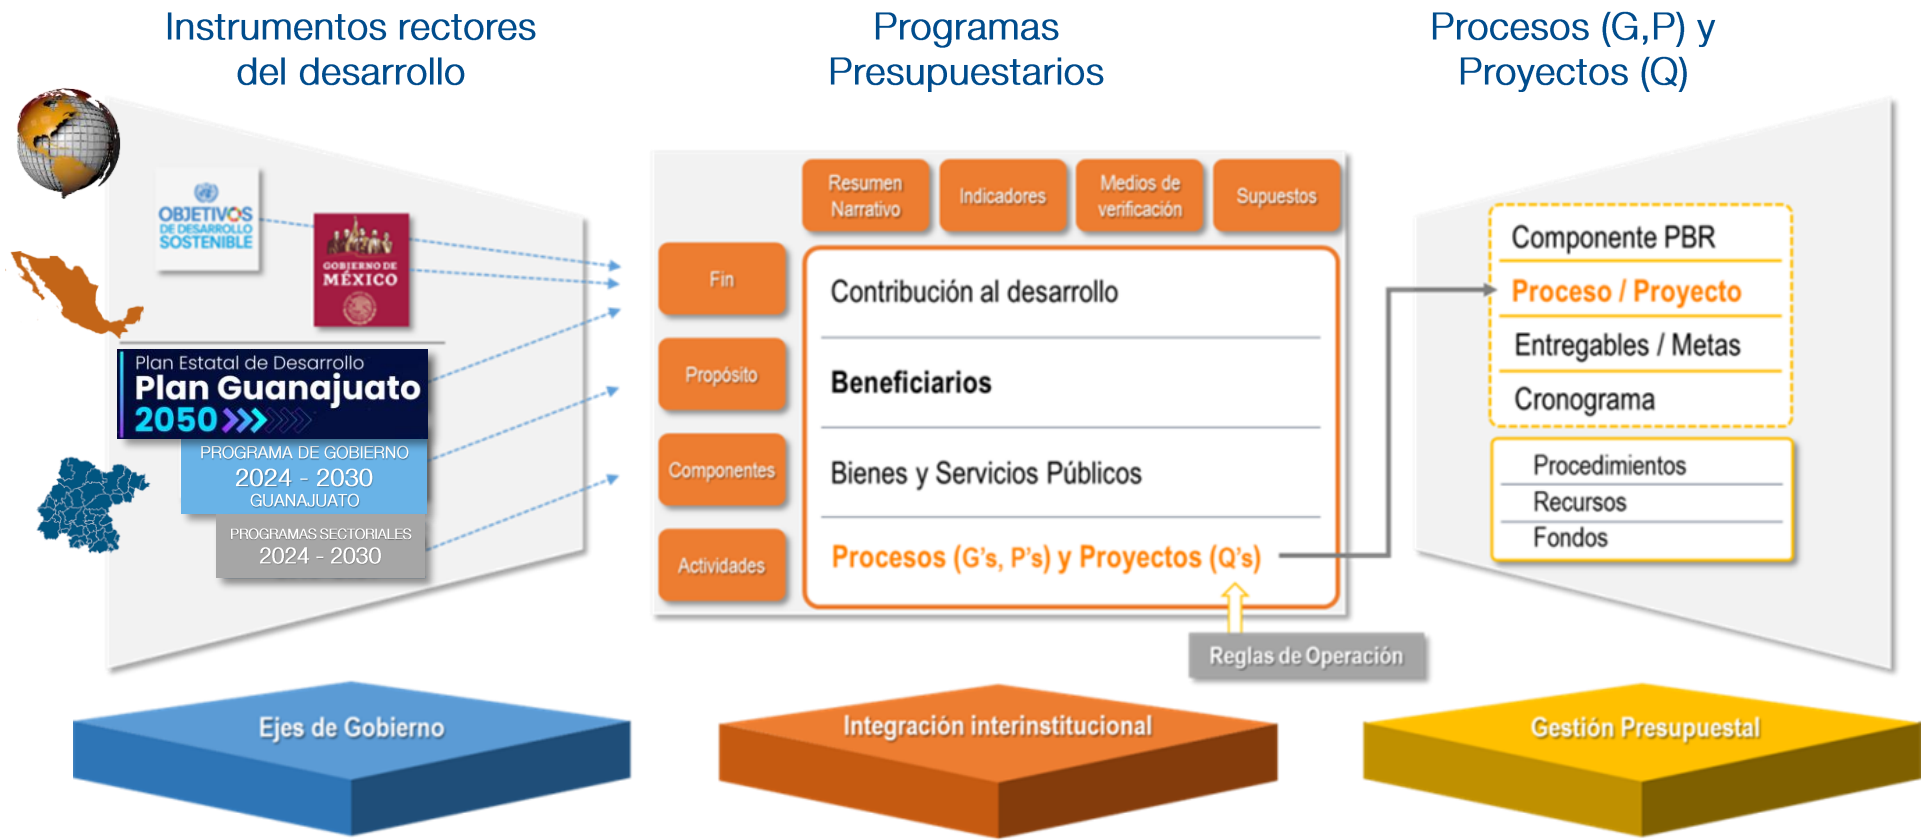 Instrumentos rectores
del desarrollo
Programas
Presupuestarios
Procesos (G,P) y
Proyectos (Q)
OBJETIVOS
DE DESARROLLO
SOSTENIBLE
GOBIERNO DE
MÉXICO
Plan Estatal de Desarrollo
Plan Guanajuato
2050
PROGRAMA DE GOBIERNO
2024 - 2030
GUANAJUATO
PROGRAMAS SECTORIALES
2024 - 2030
Resumen
Narrativo
Indicadores
Medios de
verificación
Supuestos
Fin
Contribución al desarrollo
Propósito
Beneficiarios
Componentes
Bienes y Servicios Públicos
Actividades
Procesos (G's, P's) y Proyectos (Q's)
Reglas de Operación
Componente PBR
Proceso / Proyecto
Entregables / Metas
Cronograma
Procedimientos
Recursos
Fondos
Ejes de Gobierno
Integración interinstitucional
Gestión Presupuestal